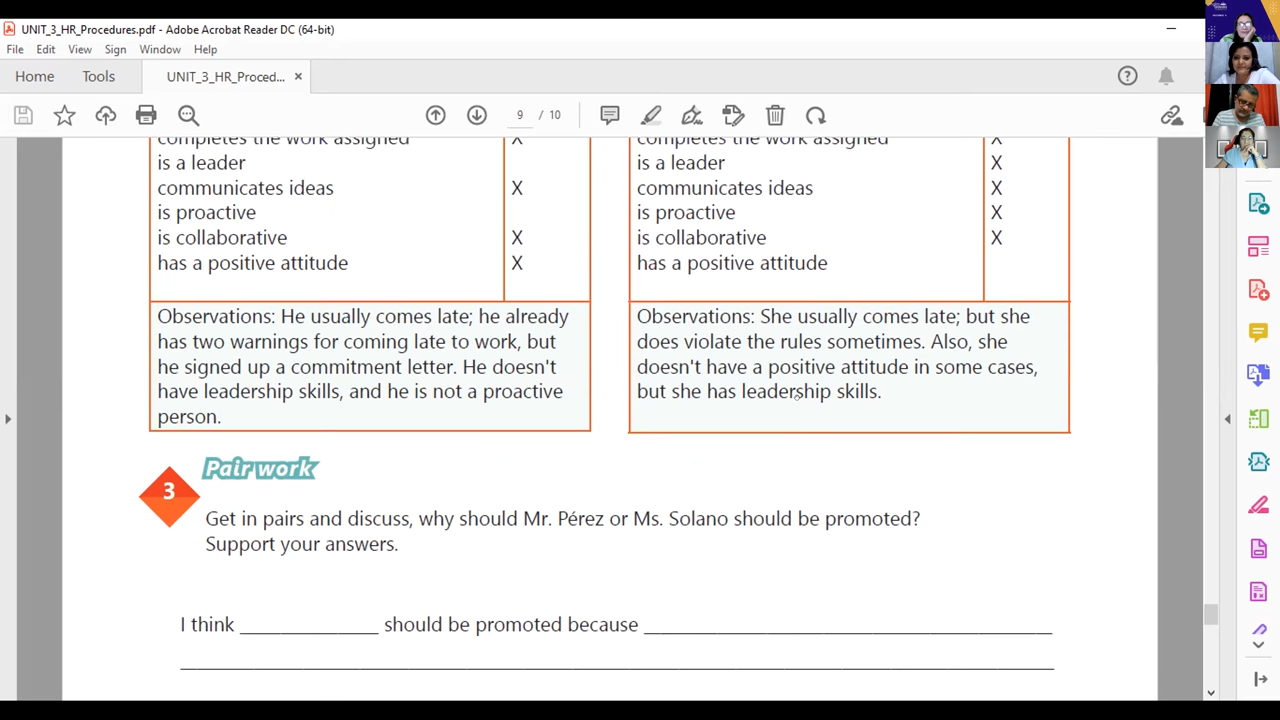 UNIT_3_HR_Procedures.pdf - Adobe Acrobat Reader DC (64-bit)
File Edit View Sign Window Help
Home Tools UNIT_3_HR_Proced... ×
9 / 10
completes the work assigned X
is a leader
communicates ideas X
is proactive
is collaborative X
has a positive attitude X
Observations: He usually comes late; he already
has two warnings for coming late to work, but
he signed up a commitment letter. He doesn't
have leadership skills, and he is not a proactive
person.
completes the work assigned X
is a leader X
communicates ideas X
is proactive X
is collaborative X
has a positive attitude
Observations: She usually comes late; but she
does violate the rules sometimes. Also, she
doesn't have a positive attitude in some cases,
but she has leadership skills.
3 Pair work
Get in pairs and discuss, why should Mr. Pérez or Ms. Solano should be promoted?
Support your answers.
I think ______________ should be promoted because __________________________________________